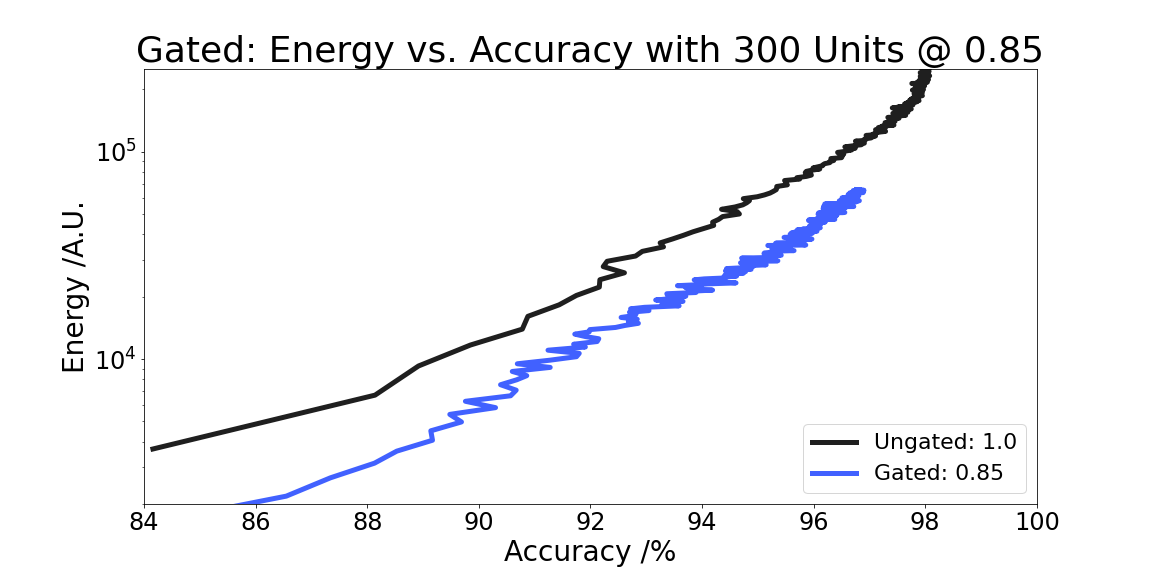 Gated: Energy vs. Accuracy with 300 Units @ 0.85
Energy /A.U.
10^5
10^4
Ungated: 1.0
Gated: 0.85
84 86 88 90 92 94 96 98 100
Accuracy /%